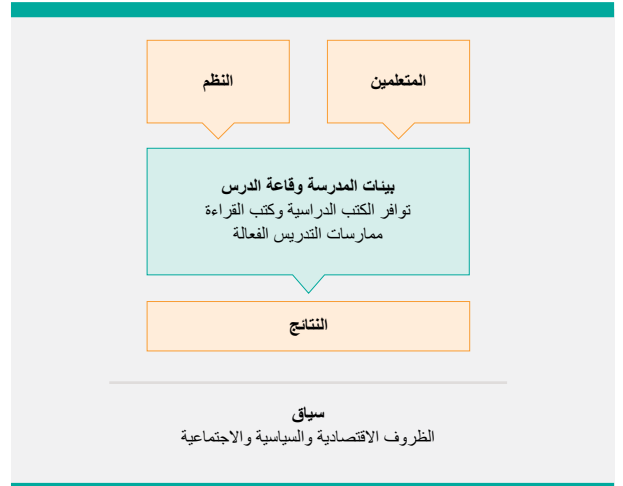 المتعلمين
النظم
بيئات المدرسة وقاعة الدرس
توافر الكتب الدراسية وكتب القراءة
ممارسات التدريس الفعالة
النتائج
سياق
الظروف الاقتصادية والسياسية والاجتماعية